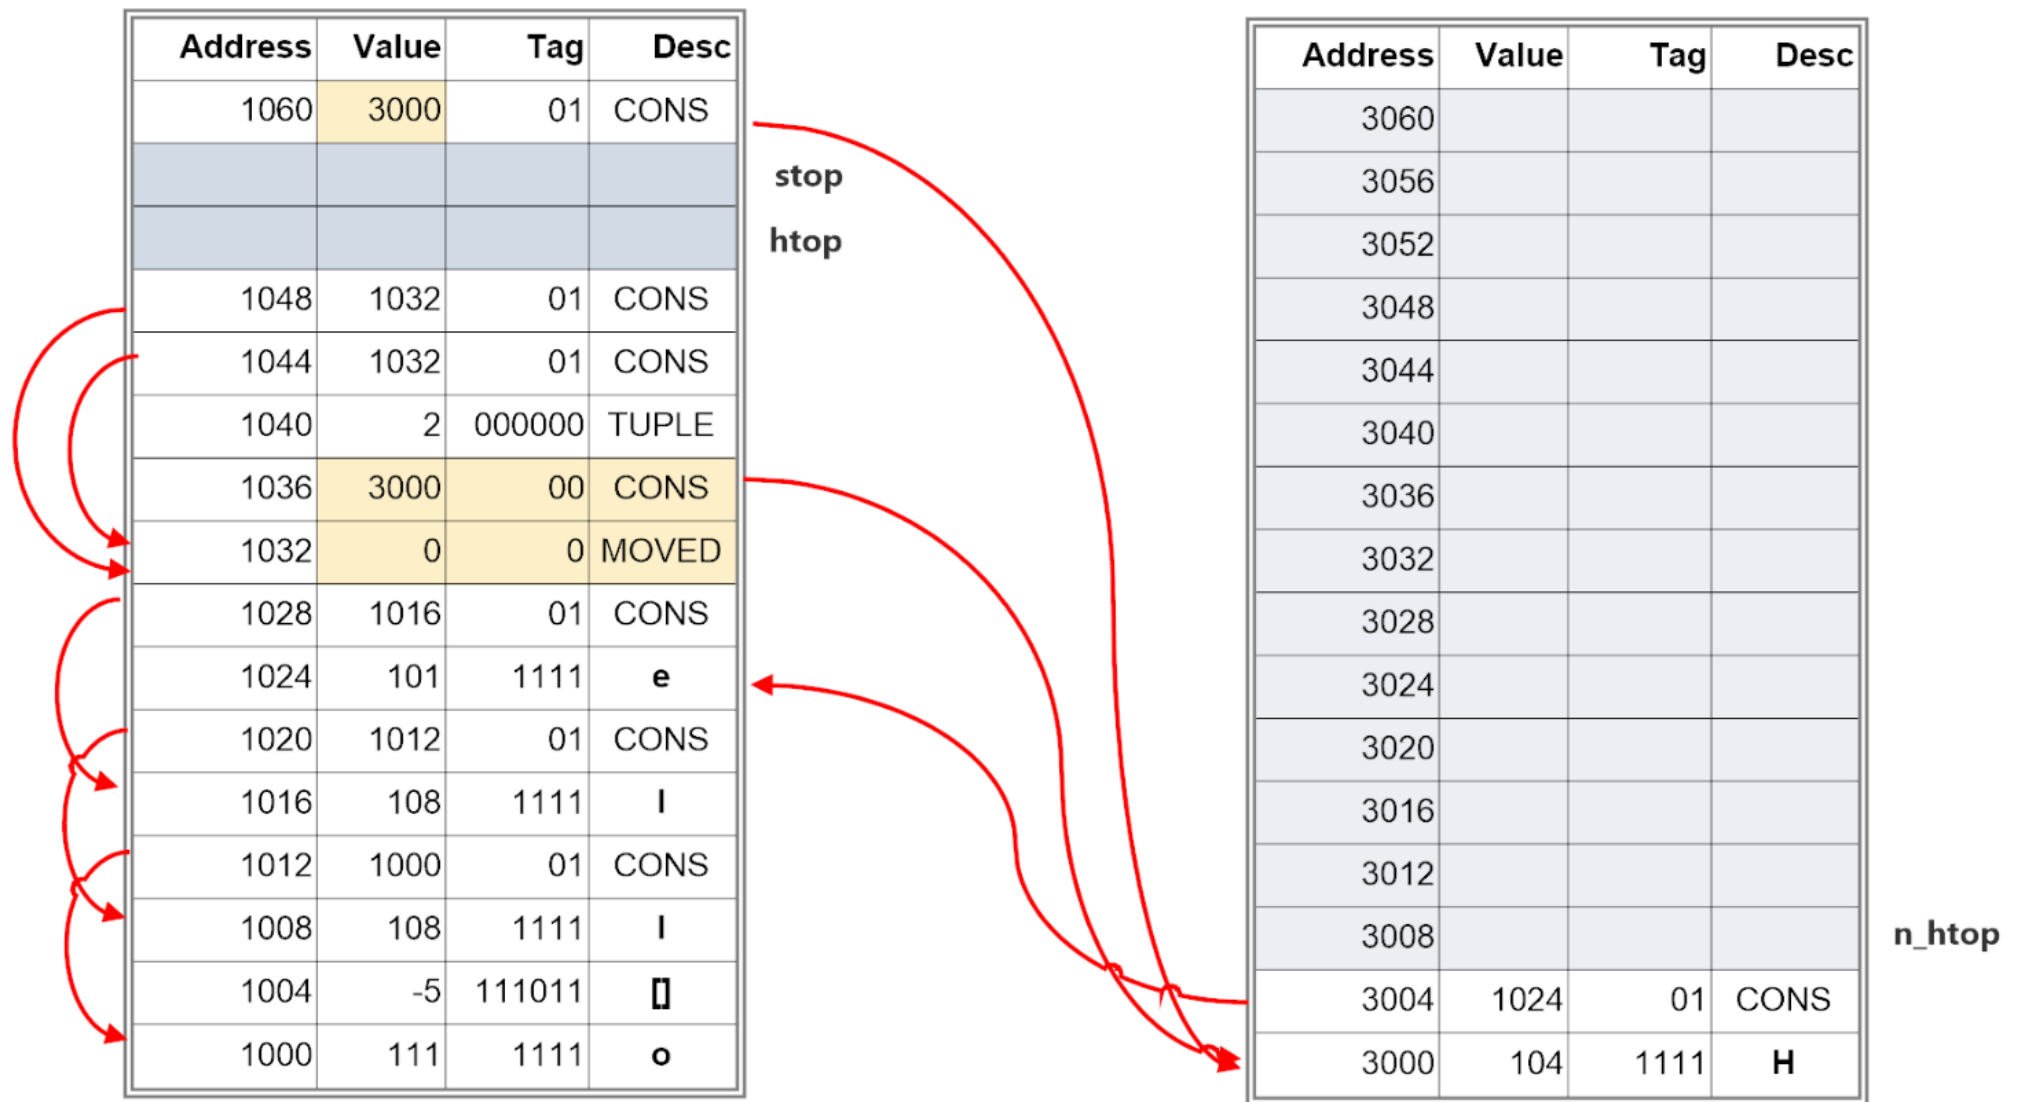 Address Value Tag Desc
1060 3000 01 CONS
stop
htop
1048 1032 01 CONS
1044 1032 01 CONS
1040 2 000000 TUPLE
1036 3000 00 CONS
1032 0 0 MOVED
1028 1016 01 CONS
1024 101 1111 e
1020 1012 01 CONS
1016 108 1111 l
1012 1000 01 CONS
1008 108 1111 l
1004 -5 111011 []
1000 111 1111 o
Address Value Tag Desc
3060
3056
3052
3048
3044
3040
3036
3032
3028
3024
3020
3016
3012
3008
n_htop
3004 1024 01 CONS
3000 104 1111 H